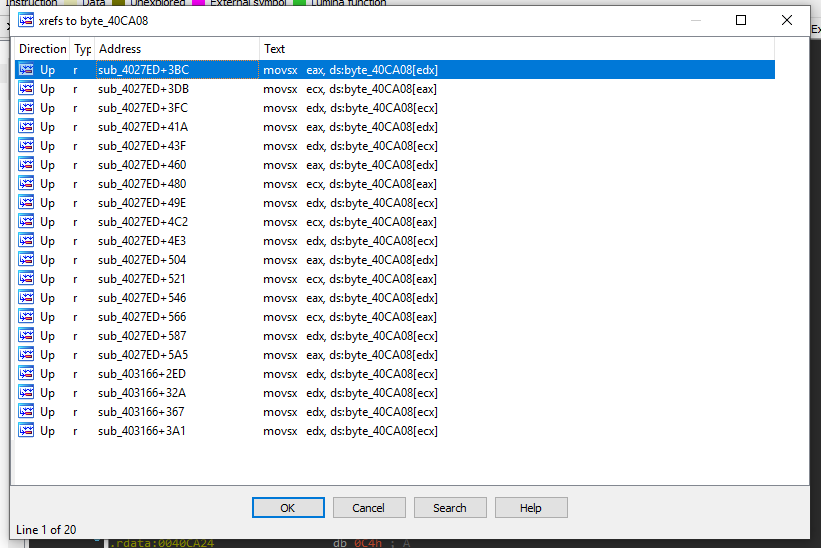 Instruction Data Unexplored External symbol Lumina function
xrefs to byte_40CA08
Ex
Direction Typ Address Text
Up r sub_4027ED+3BC movsx eax, ds:byte_40CA08[edx]
Up r sub_4027ED+3DB movsx ecx, ds:byte_40CA08[eax]
Up r sub_4027ED+3FC movsx edx, ds:byte_40CA08[ecx]
Up r sub_4027ED+41A movsx eax, ds:byte_40CA08[edx]
Up r sub_4027ED+43F movsx edx, ds:byte_40CA08[ecx]
Up r sub_4027ED+460 movsx eax, ds:byte_40CA08[edx]
Up r sub_4027ED+480 movsx ecx, ds:byte_40CA08[eax]
Up r sub_4027ED+49E movsx edx, ds:byte_40CA08[ecx]
Up r sub_4027ED+4C2 movsx ecx, ds:byte_40CA08[eax]
Up r sub_4027ED+4E3 movsx edx, ds:byte_40CA08[ecx]
Up r sub_4027ED+504 movsx eax, ds:byte_40CA08[edx]
Up r sub_4027ED+521 movsx ecx, ds:byte_40CA08[eax]
Up r sub_4027ED+546 movsx eax, ds:byte_40CA08[edx]
Up r sub_4027ED+566 movsx ecx, ds:byte_40CA08[eax]
Up r sub_4027ED+587 movsx edx, ds:byte_40CA08[ecx]
Up r sub_4027ED+5A5 movsx eax, ds:byte_40CA08[edx]
Up r sub_403166+2ED movsx edx, ds:byte_40CA08[ecx]
Up r sub_403166+32A movsx edx, ds:byte_40CA08[ecx]
Up r sub_403166+367 movsx edx, ds:byte_40CA08[ecx]
Up r sub_403166+3A1 movsx edx, ds:byte_40CA08[ecx]
OK Cancel Search Help
Line 1 of 20
.rdata:0040CA24 db 0C4h ; A